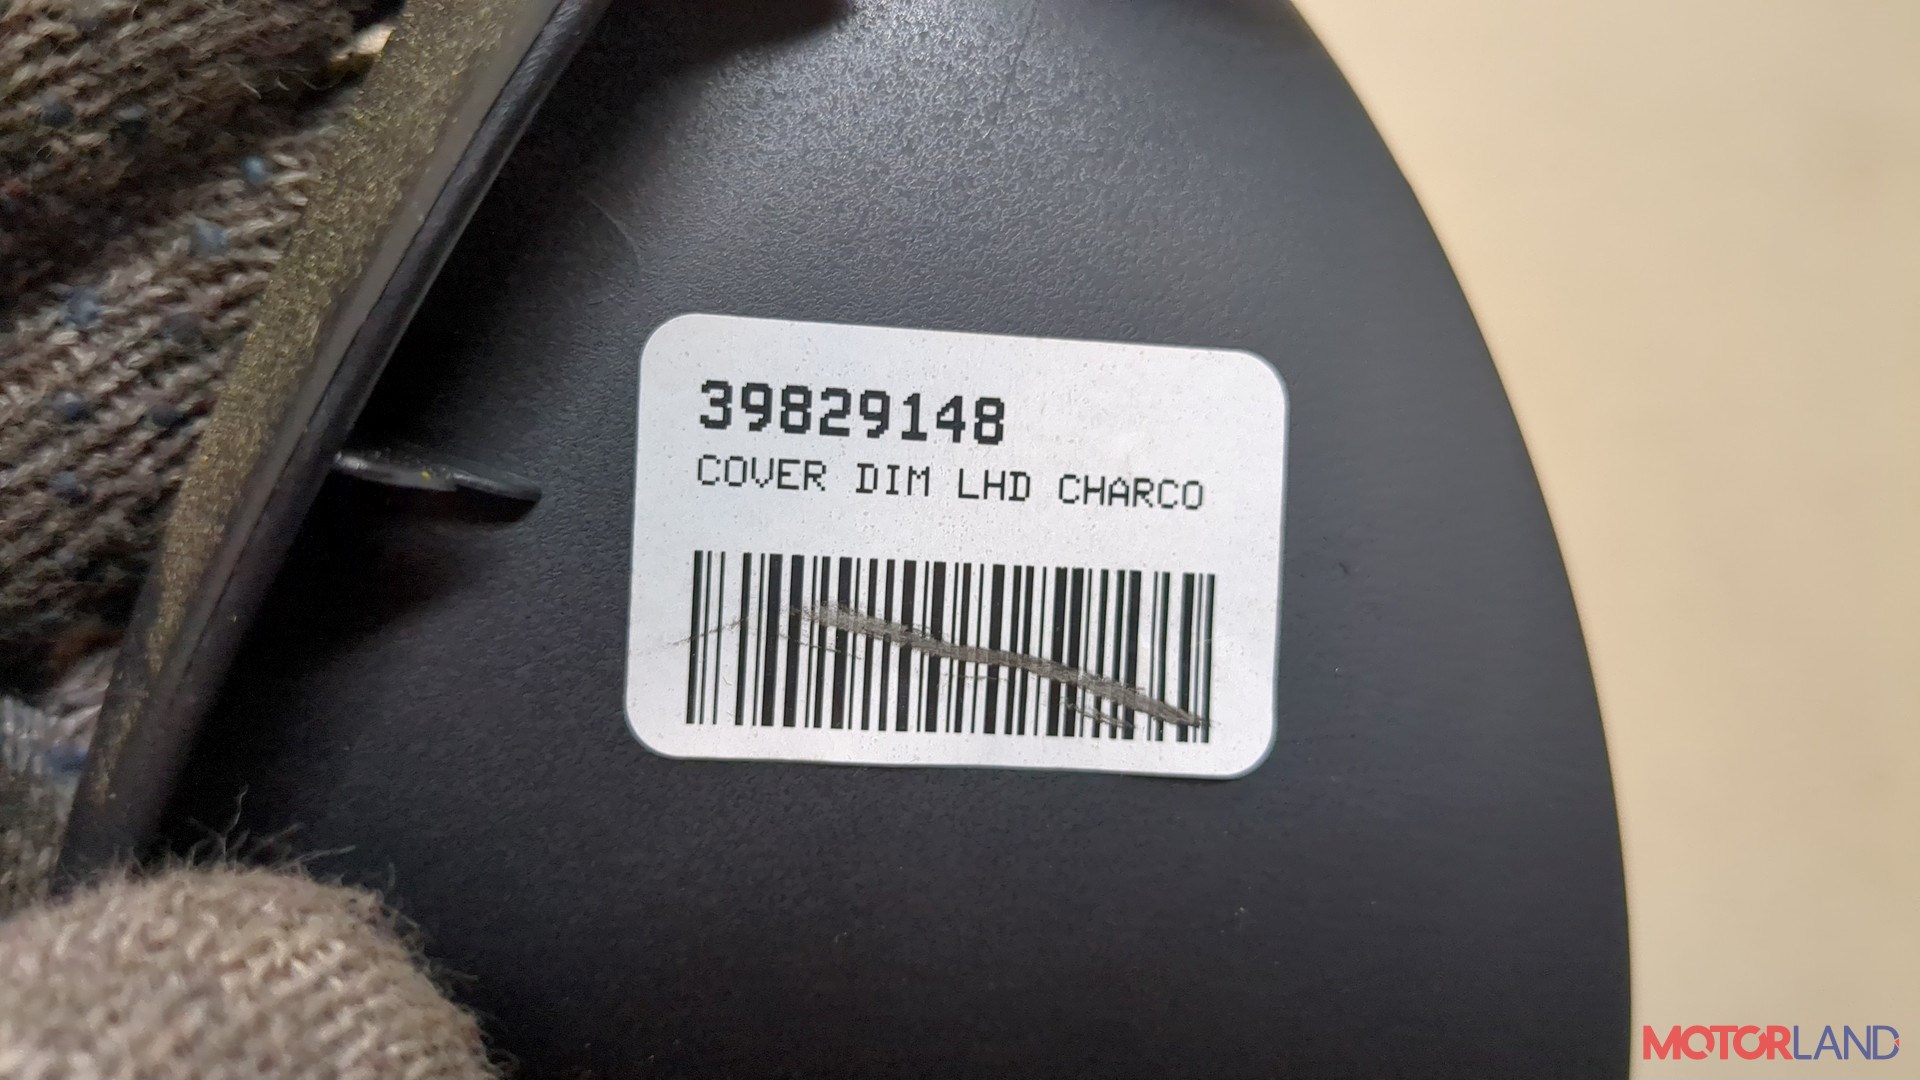 39829148
COVER DIM LHD CHARCO
MOTORLAND